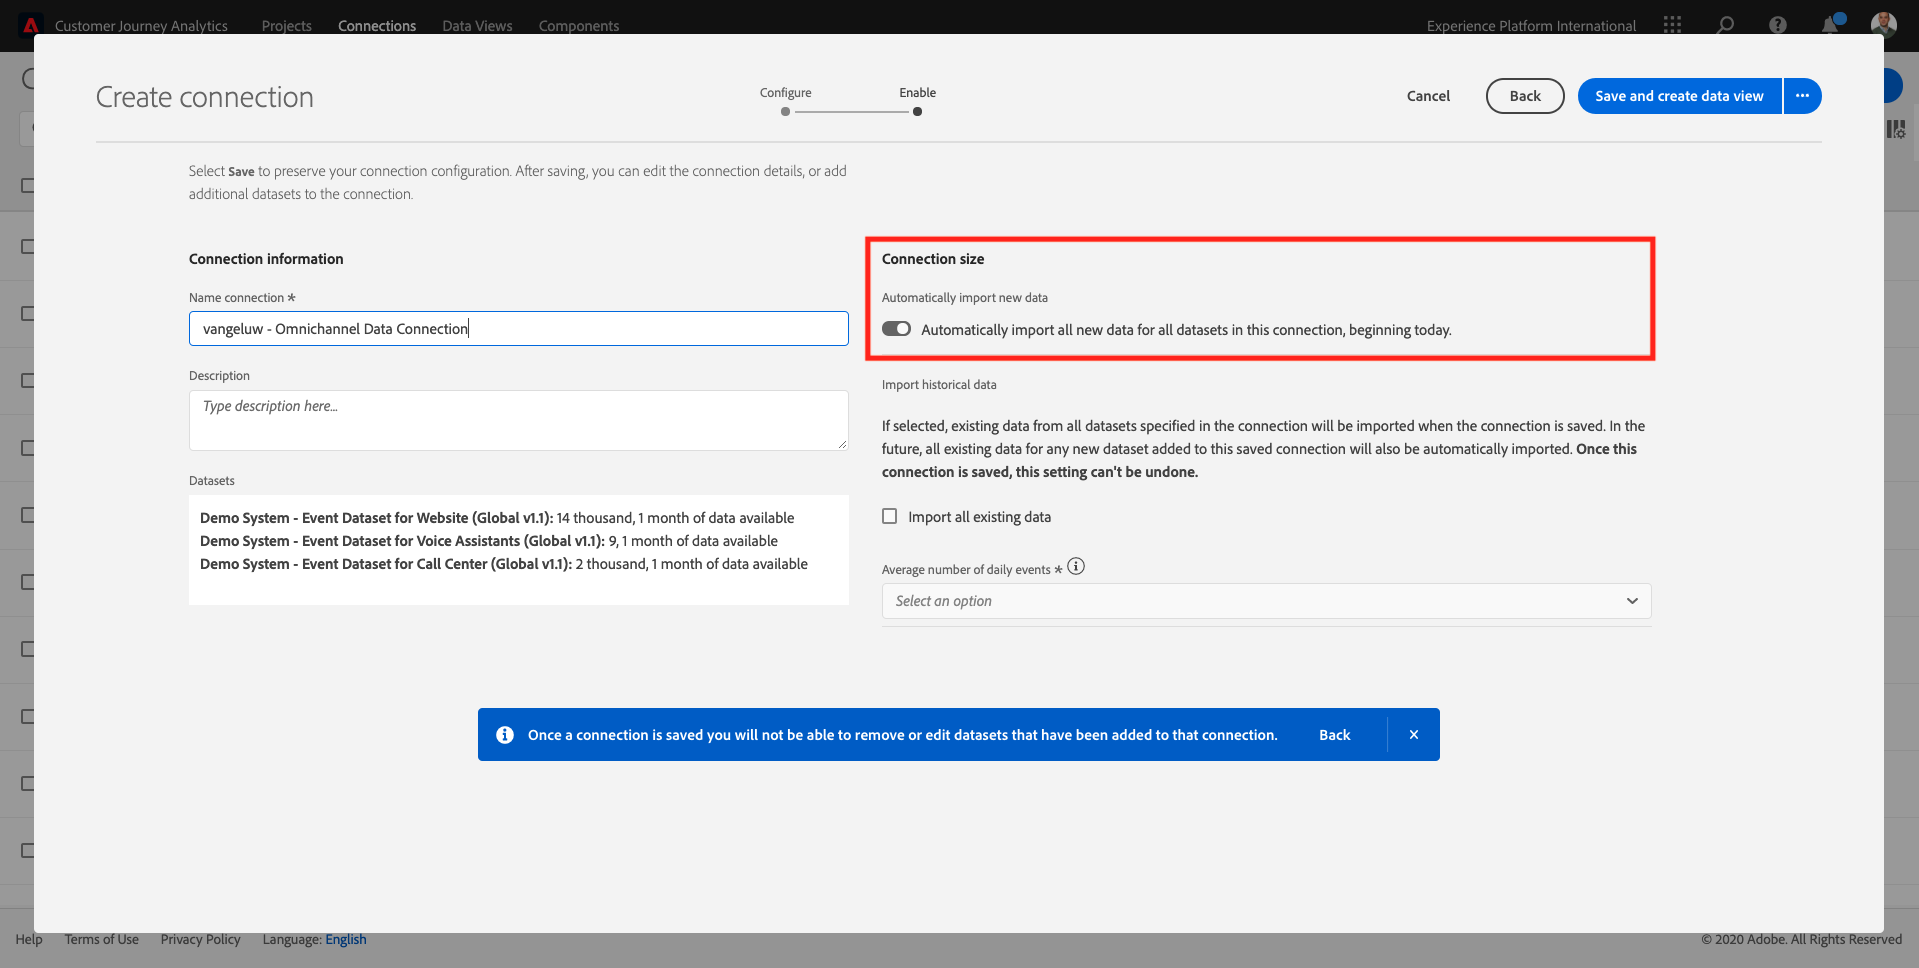 Customer Journey Analytics Projects Connections Data Views Components Experience Platform International
Create connection
Configure Enable
Cancel Back Save and create data view ···
Select Save to preserve your connection configuration. After saving, you can edit the connection details, or add
additional datasets to the connection.
Connection information
Name connection *
vangeluw - Omnichannel Data Connection
Description
Type description here...
Datasets
Demo System - Event Dataset for Website (Global v1.1): 14 thousand, 1 month of data available
Demo System - Event Dataset for Voice Assistants (Global v1.1): 9, 1 month of data available
Demo System - Event Dataset for Call Center (Global v1.1): 2 thousand, 1 month of data available
Connection size
Automatically import new data
Automatically import all new data for all datasets in this connection, beginning today.
Import historical data
If selected, existing data from all datasets specified in the connection will be imported when the connection is saved. In the
future, all existing data for any new dataset added to this saved connection will also be automatically imported. Once this
connection is saved, this setting can't be undone.
Import all existing data
Average number of daily events *
Select an option
Once a connection is saved you will not be able to remove or edit datasets that have been added to that connection. Back ×
Help Terms of Use Privacy Policy Language: English © 2020 Adobe. All Rights Reserved